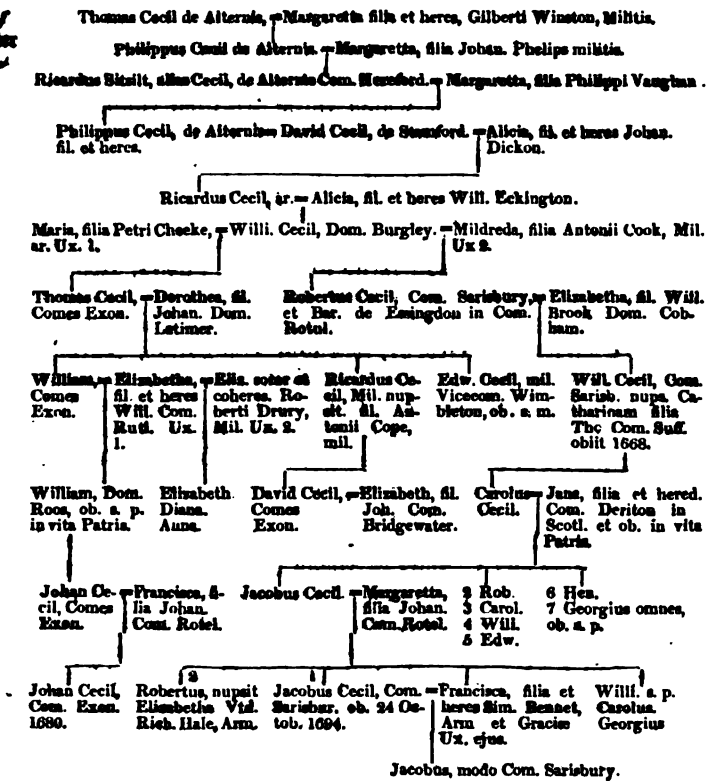 Thomas Cecil de Alternis, Margaretta filia et heres, Gilberti Winston, Militis.
Philippus Cecil de Alternis. Margaretta, filia Johan. Phelips militis.
Ricardus Sitsilt, alias Cecil, de Alternis Com. Hereford. Margaretta, filia Philippi Vaughan.
Philippus Cecil, de Alternis David Cecil, de Stamford. Alicia, fil. et heres Johan.
fil. et heres. Dickon.
Ricardus Cecil, ar. Alicia, fil. et heres Will. Eckington.
Maria, filia Petri Cheeke, Willi. Cecil, Dom. Burgley. Mildreda, filia Antonii Cook, Mil.
ar. Ux. 1. Ux 2.
Thomas Cecil, Dorothea, fil. Robertus Cecil, Com. Sarisbury, Elizabetha, fil. Will.
Comes Exon. Johan. Dom. et Bar. de Essingdon in Com. Brook Dom. Cob-
Latimer. Rotol. ham.
William, Elizabetha, Elis. soror et Ricardus Ce- Edw. Cecil, mil. Will. Cecil, Com.
Comes fil. et heres coheres. Ro- cil, Mil. nup- Vicecom. Wim- Sarisb. nupa. Ca-
Exon. Will. Com. berti Drury, sit. fil. An- bleton, ob. s. m. tharinam filia
Rutl. Ux. Mil. Ux. 2. tonii Cope, The Com. Suff.
1. mil. obiit 1668.
William, Dom. Elizabeth David Cecil, Elizabeth, fil. Carolus Jana, filia et hered.
Roos, ob. s. p. Diana. Comes Joh. Com. Cecil. Com. Deriton in
in vita Patris. Anna. Exon. Bridgewater. Scotl. et ob. in vita
Patris.
Johan Ce- Francisca, fi- Jacobus Cecil. Margaretta, 2 Rob. 6 Hen.
cil, Comes lia Johan. filia Johan. 3 Carol. 7 Georgius omnes,
Exon. Com. Rotel. Com. Rotel. 4 Will. ob. s. p.
5 Edw.
2 1
Johan Cecil, Robertus, nupsit Jacobus Cecil, Com. Francisca, filia et Willi. s. p.
Com. Exon. Elizabetha Vid. Sarisbur. ob. 24 Oc- heres Sim. Bennet, Carolus.
1680. Rich. Hale, Arm. tob. 1694. Arm et Graciæ Georgius
Ux. ejus.
Jacobus, modo Com. Sarisbury.